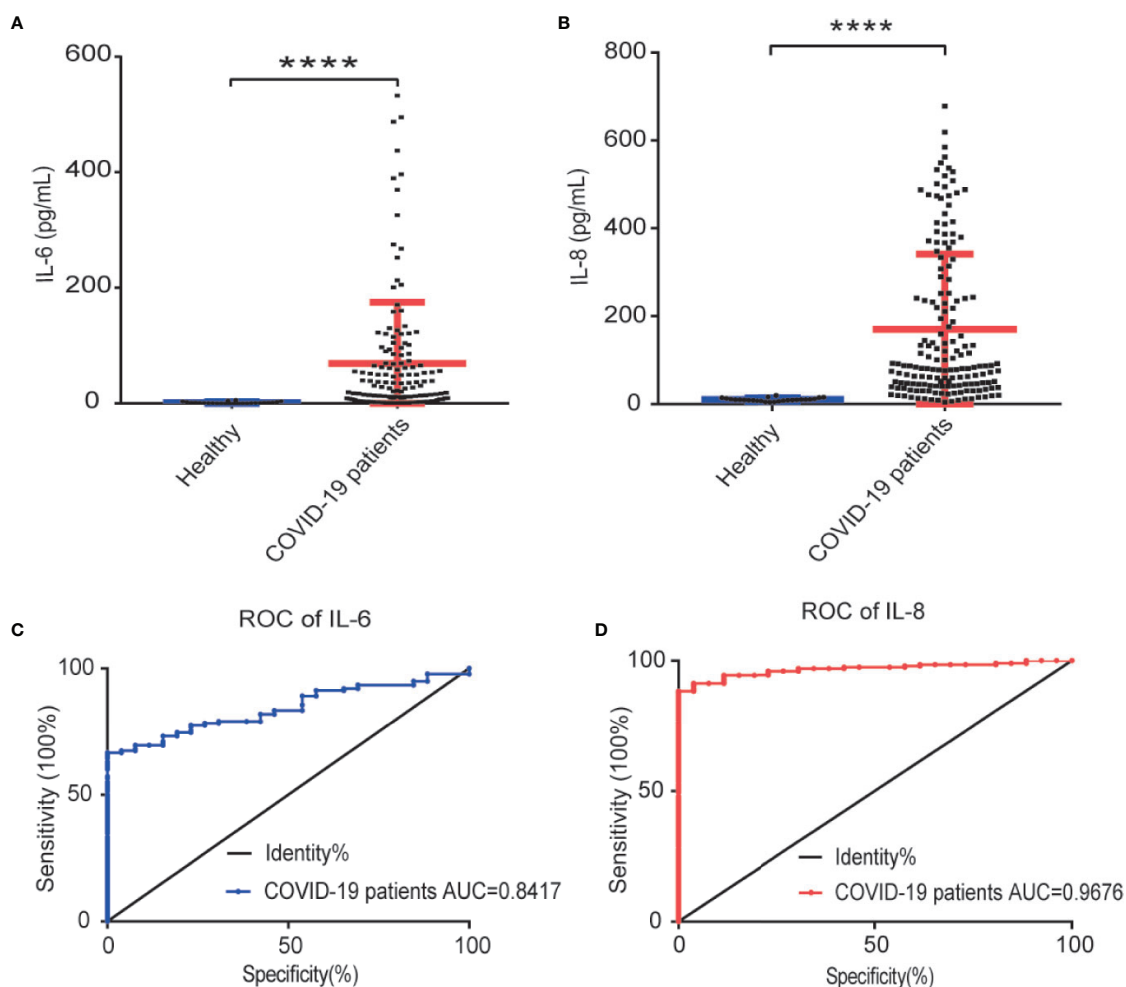 A
600
400
200
0
IL-6 (pg/mL)
****
Healthy
COVID-19 patients
B
800
600
400
200
0
IL-8 (pg/mL)
****
Healthy
COVID-19 patients
C
ROC of IL-6
100
50
0
Sensitivity (100%)
Identity%
COVID-19 patients AUC=0.8417
0 50 100
Specificity(%)
D
ROC of IL-8
100
50
0
Sensitivity (100%)
Identity%
COVID-19 patients AUC=0.9676
0 50 100
Specificity(%)